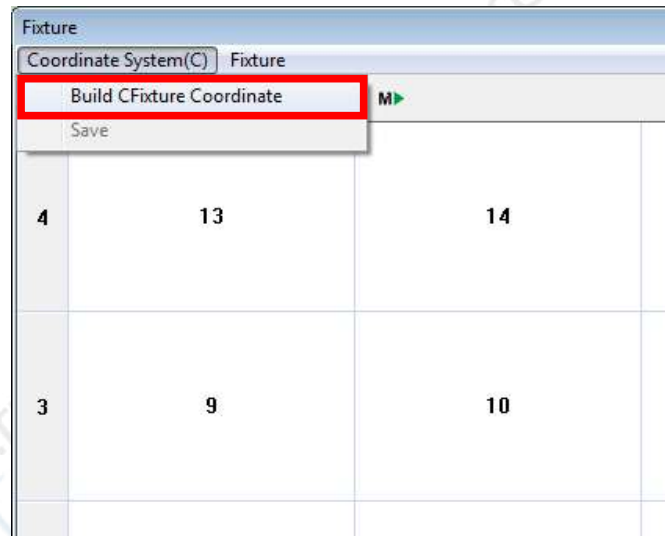 Fixture
Coordinate System(C) Fixture
Build CFixture Coordinate M
Save
4 13 14
3 9 10